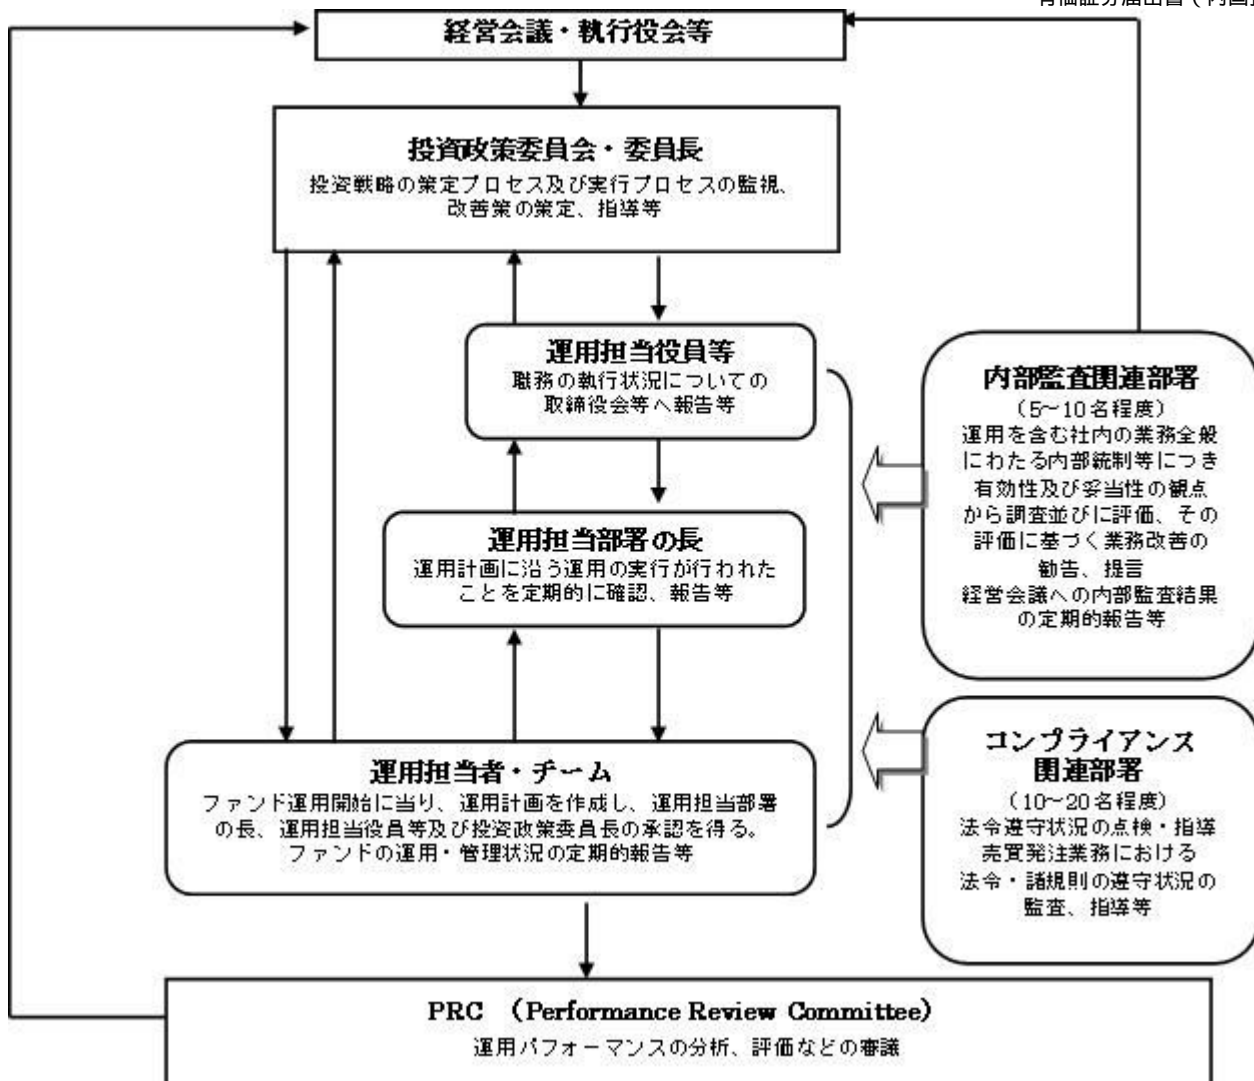 経営会議・執行役会等
投資政策委員会・委員長
投資戦略の策定プロセス及び実行プロセスの監視、
改善策の策定、指導等
運用担当役員等
職務の執行状況についての
取締役会等へ報告等
運用担当部署の長
運用計画に沿う運用の実行が行われた
ことを定期的に確認、報告等
運用担当者・チーム
ファンド運用開始に当り、運用計画を作成し、運用担当部署
の長、運用担当役員等及び投資政策委員長の承認を得る。
ファンドの運用・管理状況の定期的報告等
内部監査関連部署
（5～10名程度）
運用を含む社内の業務全般
にわたる内部統制等につき
有効性及び妥当性の観点
から調査並びに評価、その
評価に基づく業務改善の
勧告、提言
経営会議への内部監査結果
の定期的報告等
コンプライアンス
関連部署
（10～20名程度）
法令遵守状況の点検・指導
売買発注業務における
法令・諸規則の遵守状況の
監査、指導等
PRC （Performance Review Committee）
運用パフォーマンスの分析、評価などの審議